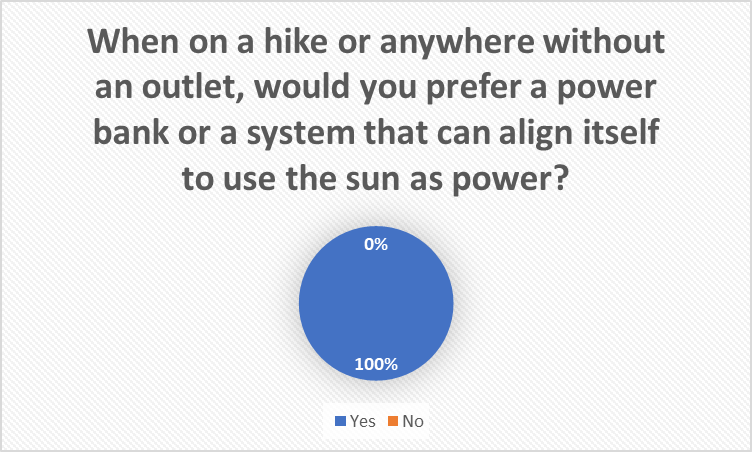 When on a hike or anywhere without
an outlet, would you prefer a power
bank or a system that can align itself
to use the sun as power?
0%
100%
Yes No